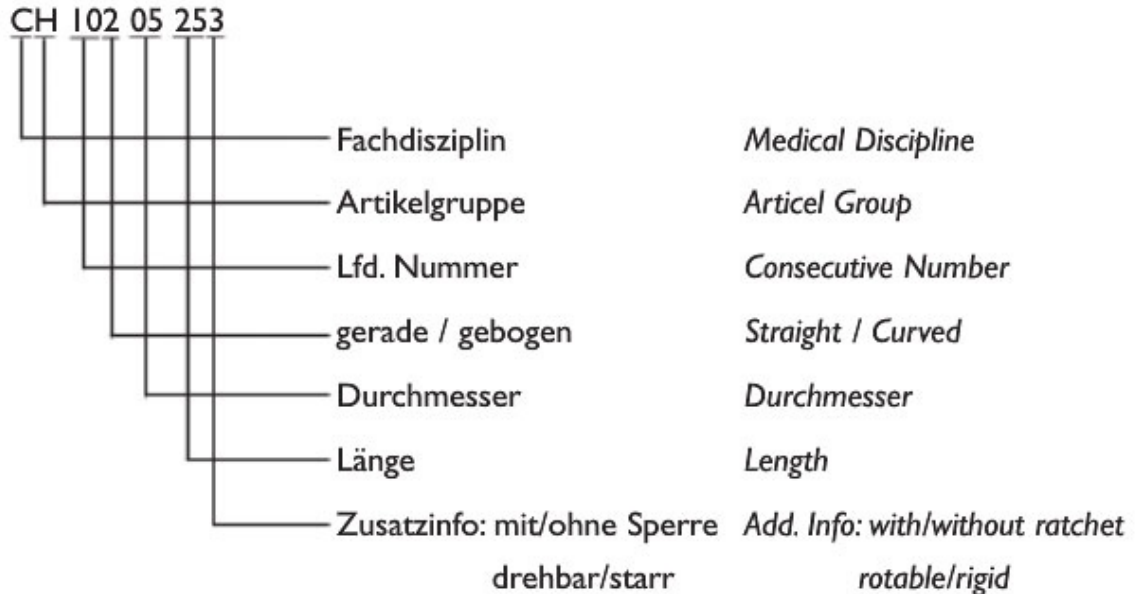 CH 102 05 253
Fachdisziplin Medical Discipline
Artikelgruppe Articel Group
Lfd. Nummer Consecutive Number
gerade / gebogen Straight / Curved
Durchmesser Durchmesser
Länge Length
Zusatzinfo: mit/ohne Sperre Add. Info: with/without ratchet
drehbar/starr rotable/rigid